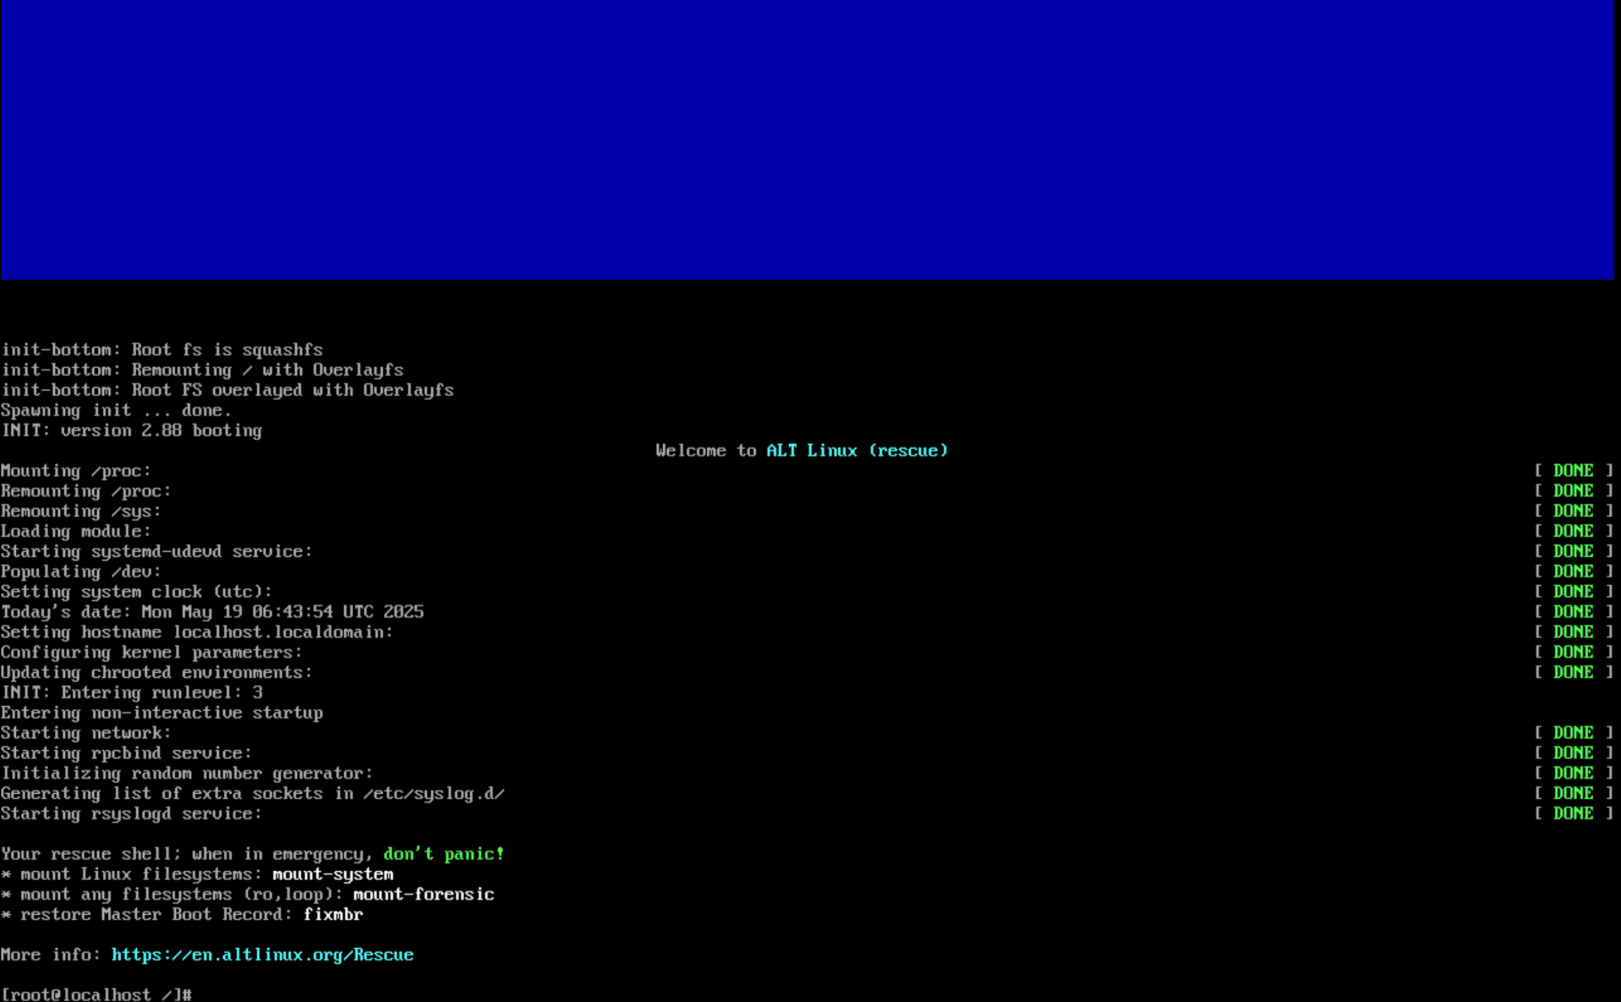 init-bottom: Root fs is squashfs
init-bottom: Remounting / with Overlayfs
init-bottom: Root FS overlayed with Overlayfs
Spawning init ... done.
INIT: version 2.88 booting
Welcome to ALT Linux (rescue)
Mounting /proc: [ DONE ]
Remounting /proc: [ DONE ]
Remounting /sys: [ DONE ]
Loading module: [ DONE ]
Starting systemd-udevd service: [ DONE ]
Populating /dev: [ DONE ]
Setting system clock (utc): [ DONE ]
Today's date: Mon May 19 06:43:54 UTC 2025 [ DONE ]
Setting hostname localhost.localdomain: [ DONE ]
Configuring kernel parameters: [ DONE ]
Updating chrooted environments: [ DONE ]
INIT: Entering runlevel: 3
Entering non-interactive startup
Starting network: [ DONE ]
Starting rpcbind service: [ DONE ]
Initializing random number generator: [ DONE ]
Generating list of extra sockets in /etc/syslog.d/ [ DONE ]
Starting rsyslogd service: [ DONE ]
Your rescue shell; when in emergency, don't panic!
* mount Linux filesystems: mount-system
* mount any filesystems (ro,loop): mount-forensic
* restore Master Boot Record: fixmbr
More info: https://en.altlinux.org/Rescue
[root@localhost /]#